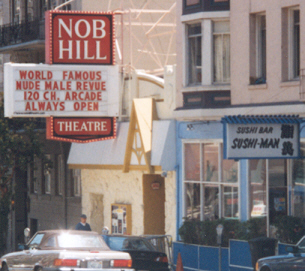 NOB
HILL
WORLD FAMOUS
NUDE MALE REVUE
120 CH. ARCADE
ALWAYS OPEN
THEATRE
SUSHI BAR
SUSHI-MAN